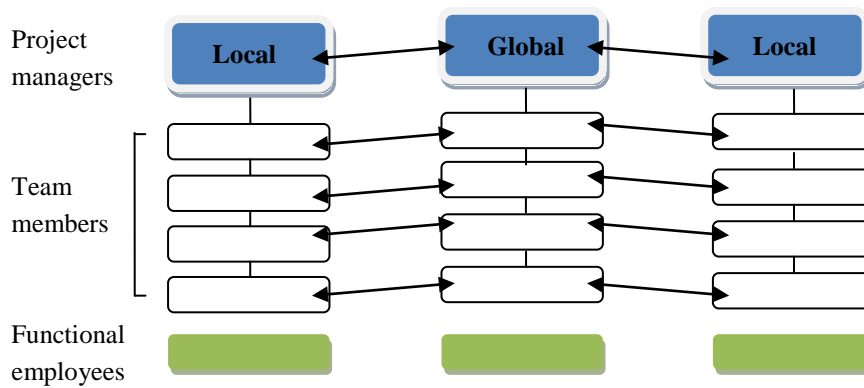 Project
managers
Local
Global
Local
Team
members
Functional
employees